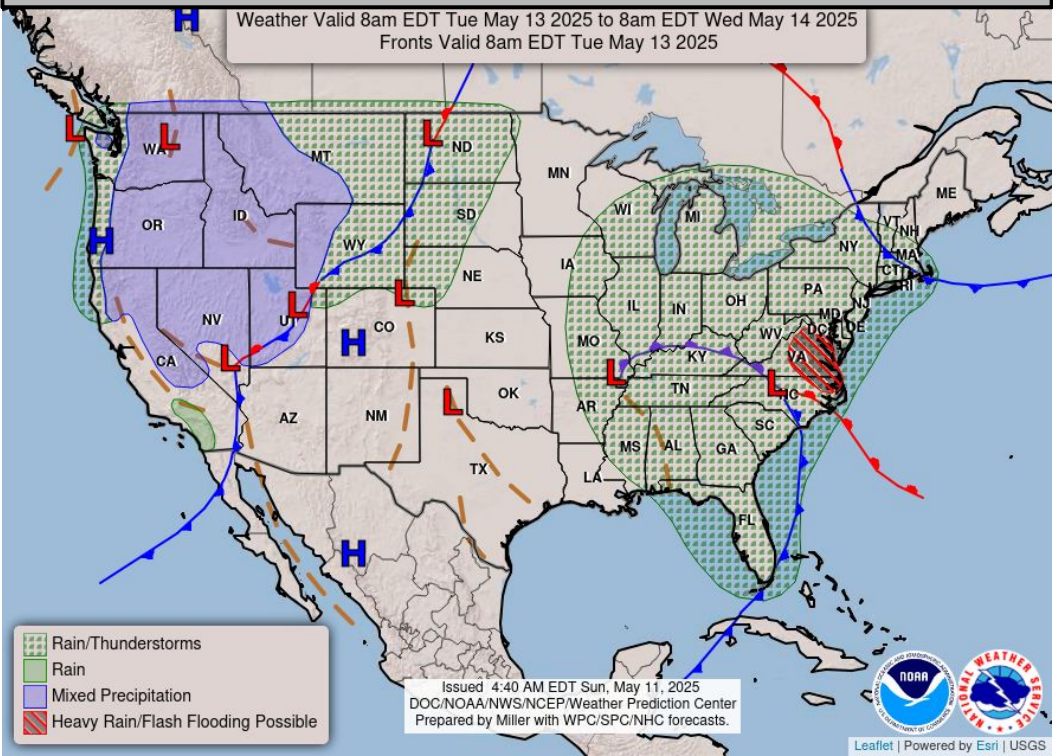 Weather Valid 8am EDT Tue May 13 2025 to 8am EDT Wed May 14 2025
Fronts Valid 8am EDT Tue May 13 2025
H
L
L
L
WA
MT
ND
MN
ME
WI
MI
VT
NH
OR
ID
SD
NY
MA
H
WY
CT
RI
IA
NE
PA
L
L
NJ
NV
UT
CO
IL
IN
OH
MD
DE
DC
WV
H
KS
MO
VA
CA
L
KY
L
L
NC
L
OK
TN
AZ
NM
AR
SC
MS
AL
GA
TX
LA
FL
H
Rain/Thunderstorms
Rain
Mixed Precipitation
Heavy Rain/Flash Flooding Possible
Issued 4:40 AM EDT Sun, May 11, 2025
DOC/NOAA/NWS/NCEP/Weather Prediction Center
Prepared by Miller with WPC/SPC/NHC forecasts.
NOAA
NATIONAL WEATHER SERVICE
Leaflet | Powered by Esri | USGS